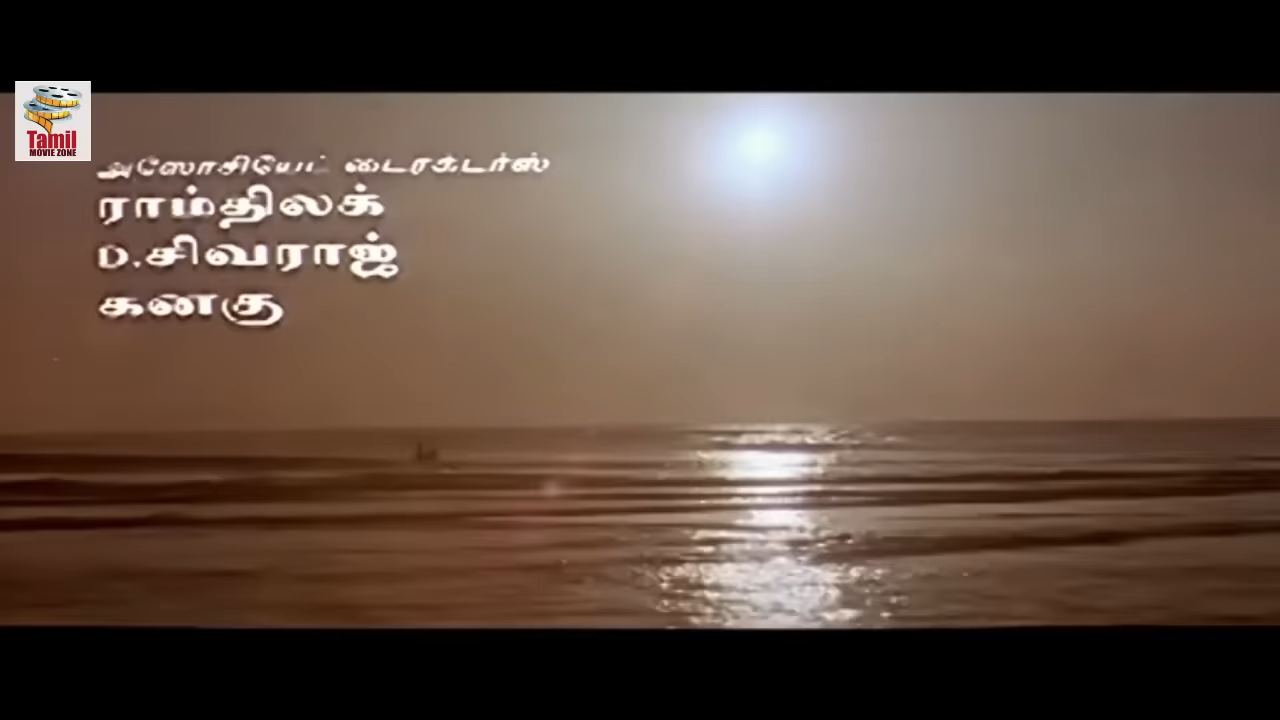 Tamil
MOVIE ZONE
அஸோசியேட் டைரக்டர்ஸ்
ராம்திலக்
D.சிவராஜ்
கனகு